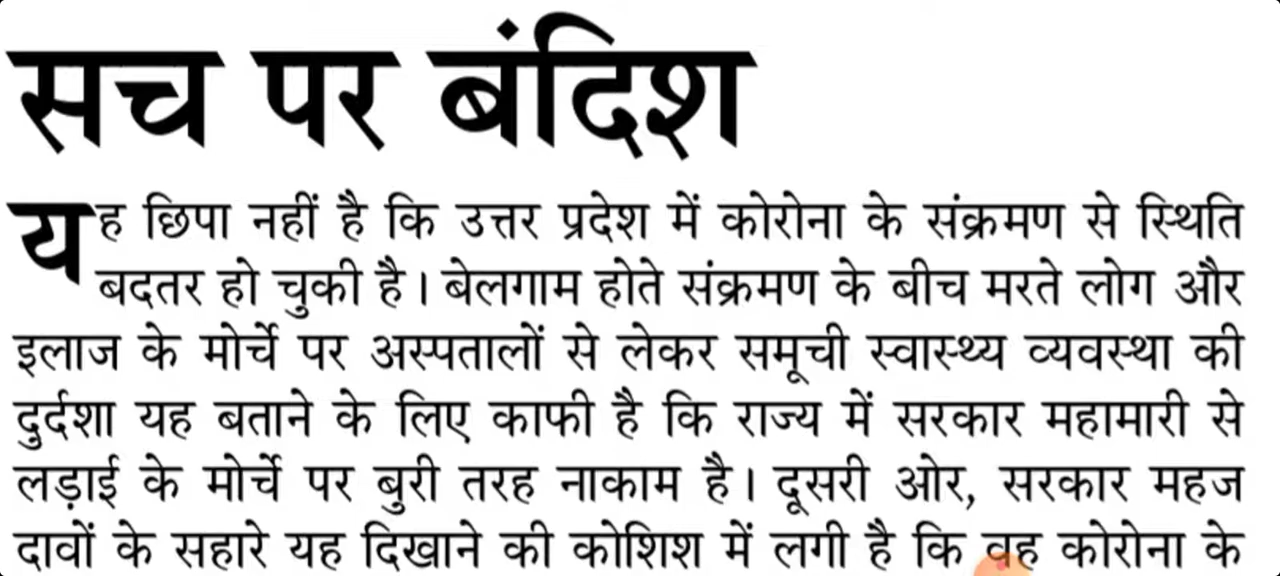 सच पर बंदिश
यह छिपा नहीं है कि उत्तर प्रदेश में कोरोना के संक्रमण से स्थिति
बदतर हो चुकी है। बेलगाम होते संक्रमण के बीच मरते लोग और
इलाज के मोर्चे पर अस्पतालों से लेकर समूची स्वास्थ्य व्यवस्था की
दुर्दशा यह बताने के लिए काफी है कि राज्य में सरकार महामारी से
लड़ाई के मोर्चे पर बुरी तरह नाकाम है। दूसरी ओर, सरकार महज
दावों के सहारे यह दिखाने की कोशिश में लगी है कि वह कोरोना के